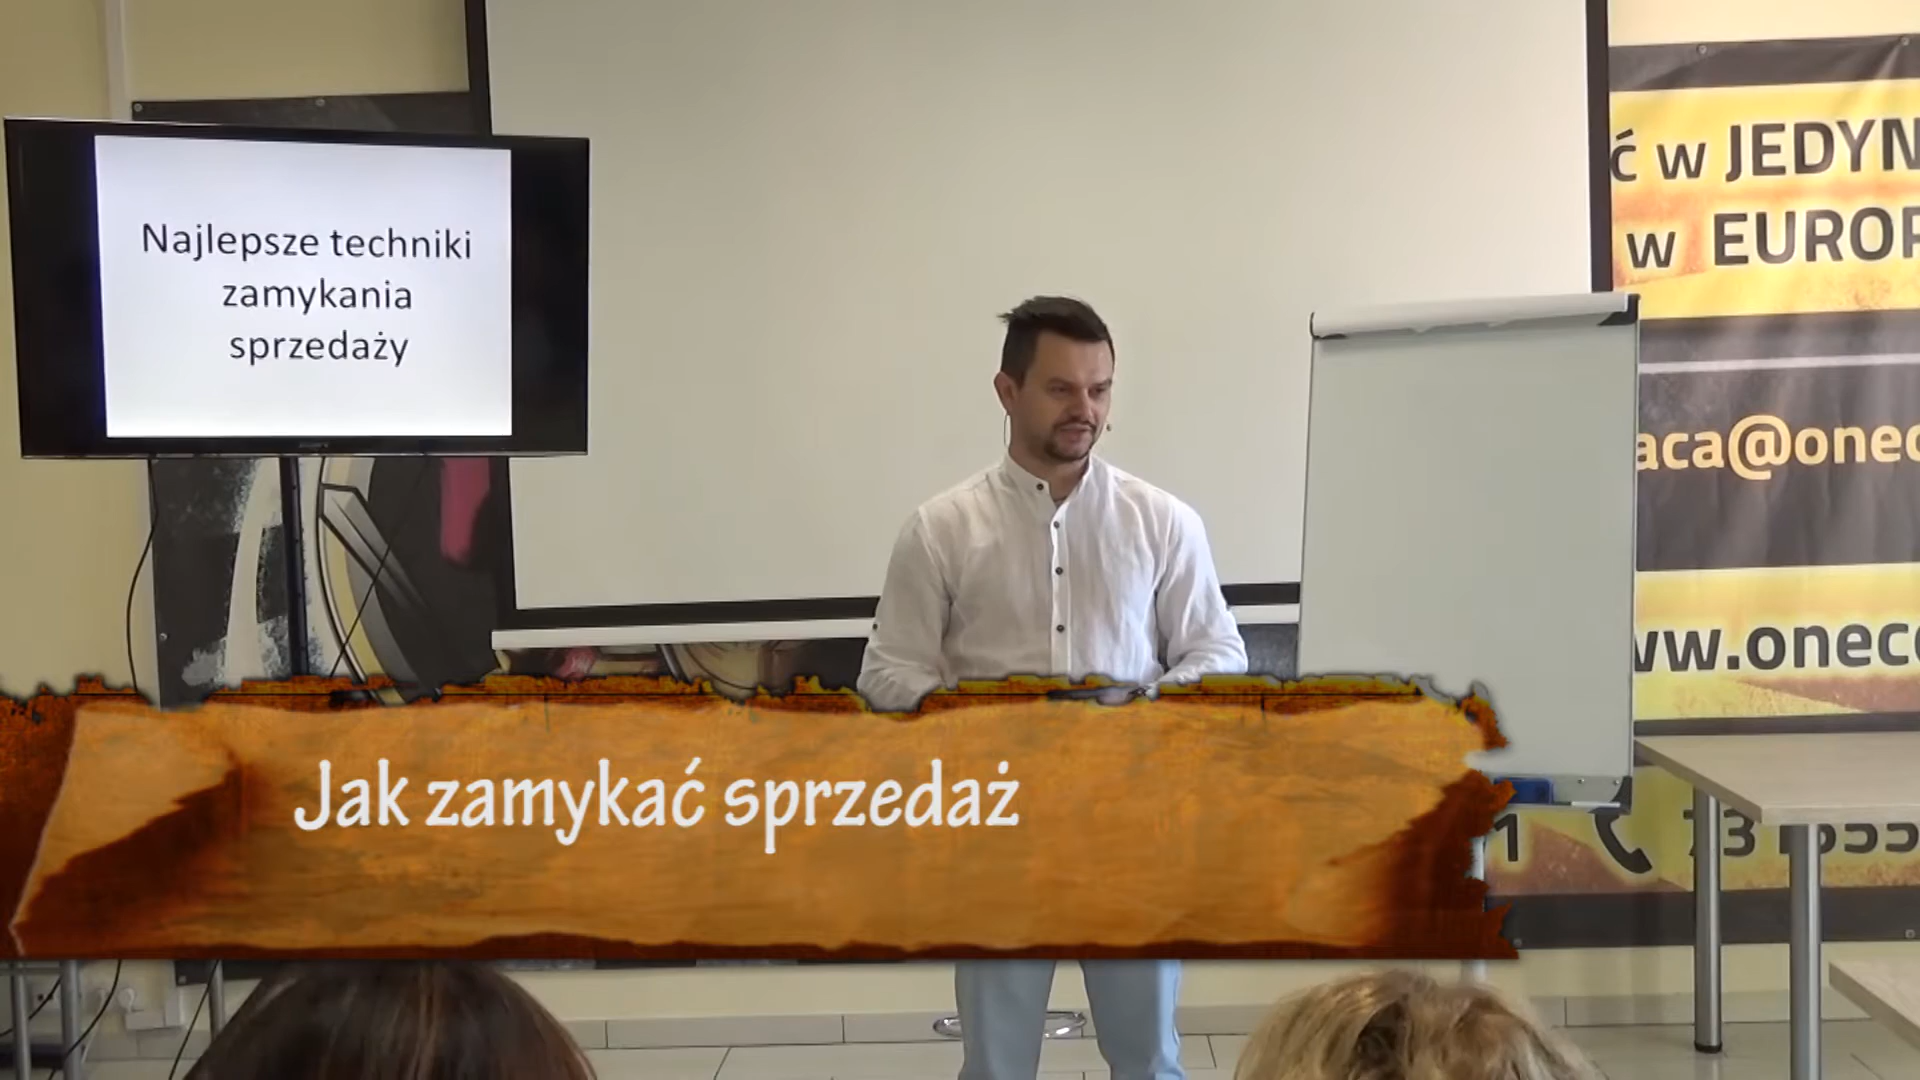 Najlepsze techniki
zamykania
sprzedaży
ć w JEDYN
w EUROP
aca@onec
ww.onec
Jak zamykać sprzedaż